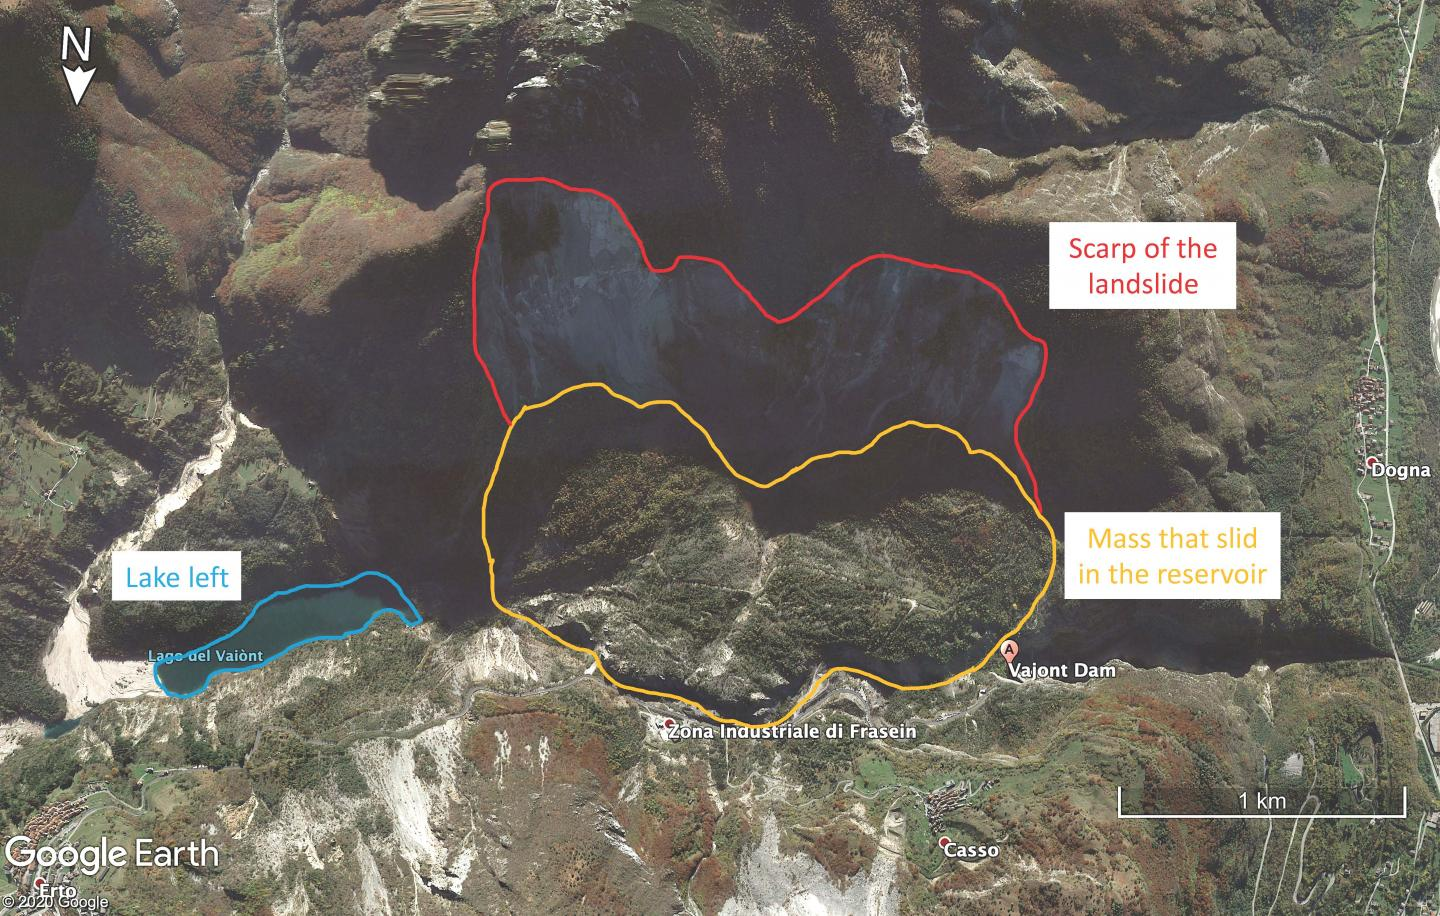 N
Scarp of the
landslide
Dogna
Mass that slid
in the reservoir
Lake left
Lago del Vaiònt
A
Vajont Dam
Zona Industriale di Frasein
1 km
Casso
Google Earth
Erto
© 2020 Google